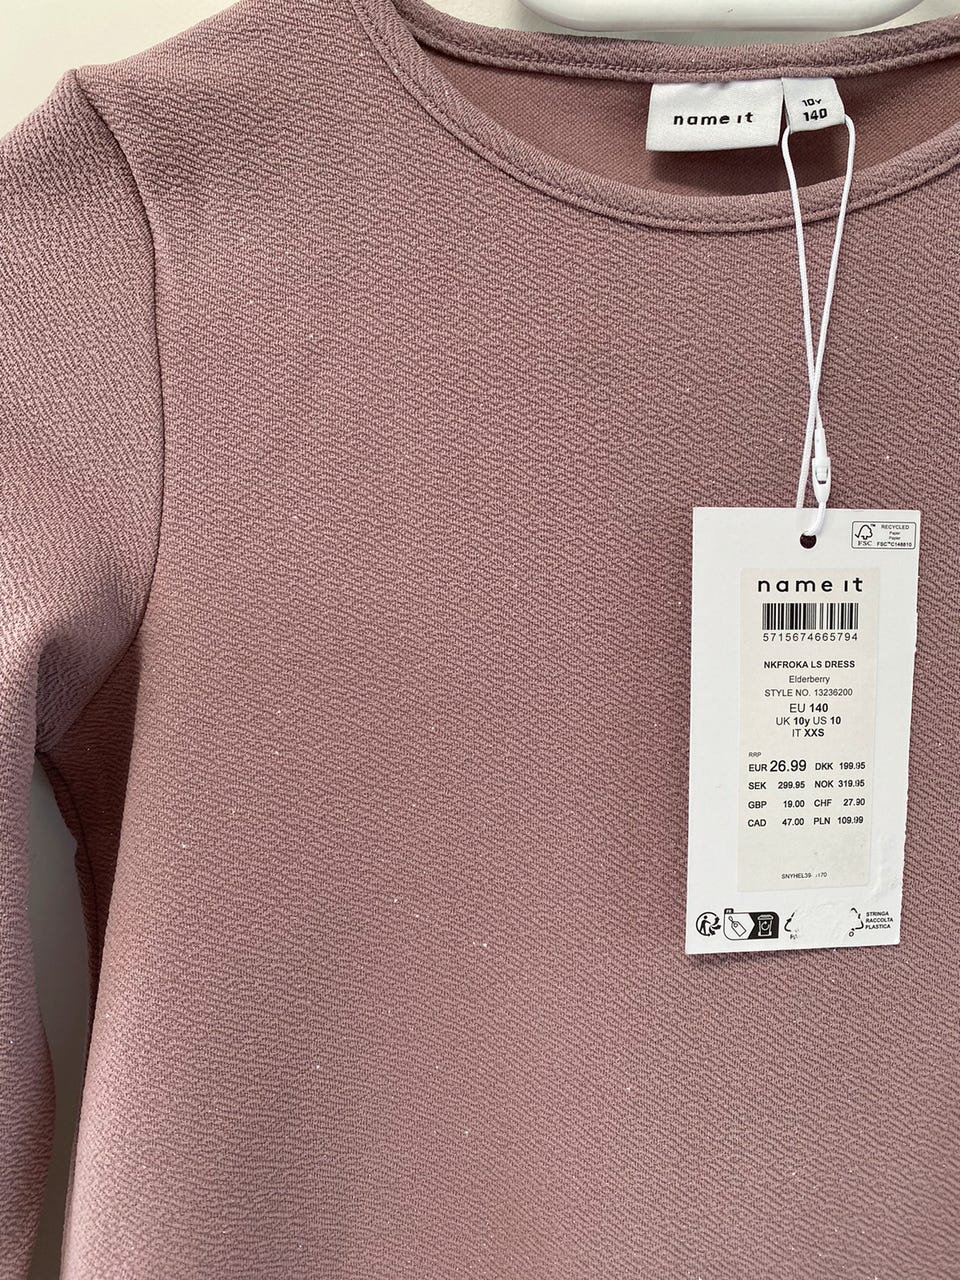 name it
10Y
140
RECYCLED
Paper
Papier
FSC
FSC™C148810
name it
5715674665794
NKFROKA LS DRESS
Elderberry
STYLE NO. 13236200
EU 140
UK 10y US 10
IT XXS
RRP
EUR 26.99 DKK 199.95
SEK 299.95 NOK 319.95
GBP 19.00 CHF 27.90
CAD 47.00 PLN 109.99
FR
STRINGA
RACCOLTA
PLASTICA